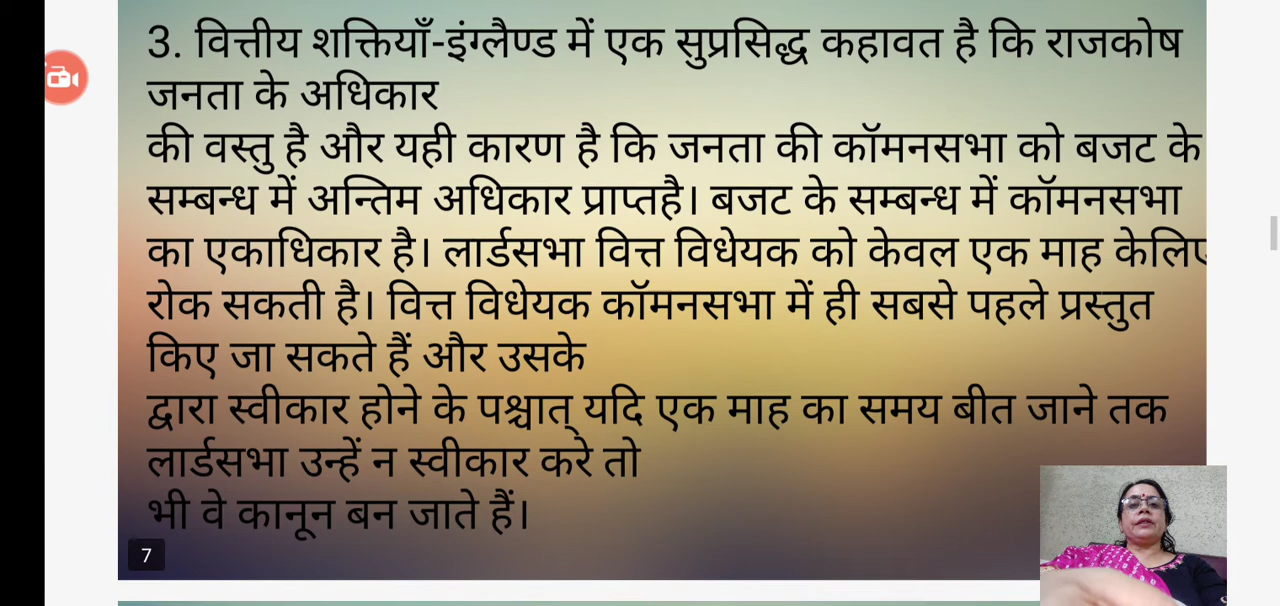 3. वित्तीय शक्तियाँ-इंग्लैण्ड में एक सुप्रसिद्ध कहावत है कि राजकोष
जनता के अधिकार
की वस्तु है और यही कारण है कि जनता की कॉमनसभा को बजट के
सम्बन्ध में अन्तिम अधिकार प्राप्तहै। बजट के सम्बन्ध में कॉमनसभा
का एकाधिकार है। लार्डसभा वित्त विधेयक को केवल एक माह केलिए
रोक सकती है। वित्त विधेयक कॉमनसभा में ही सबसे पहले प्रस्तुत
किए जा सकते हैं और उसके
द्वारा स्वीकार होने के पश्चात् यदि एक माह का समय बीत जाने तक
लार्डसभा उन्हें न स्वीकार करे तो
भी वे कानून बन जाते हैं।
7